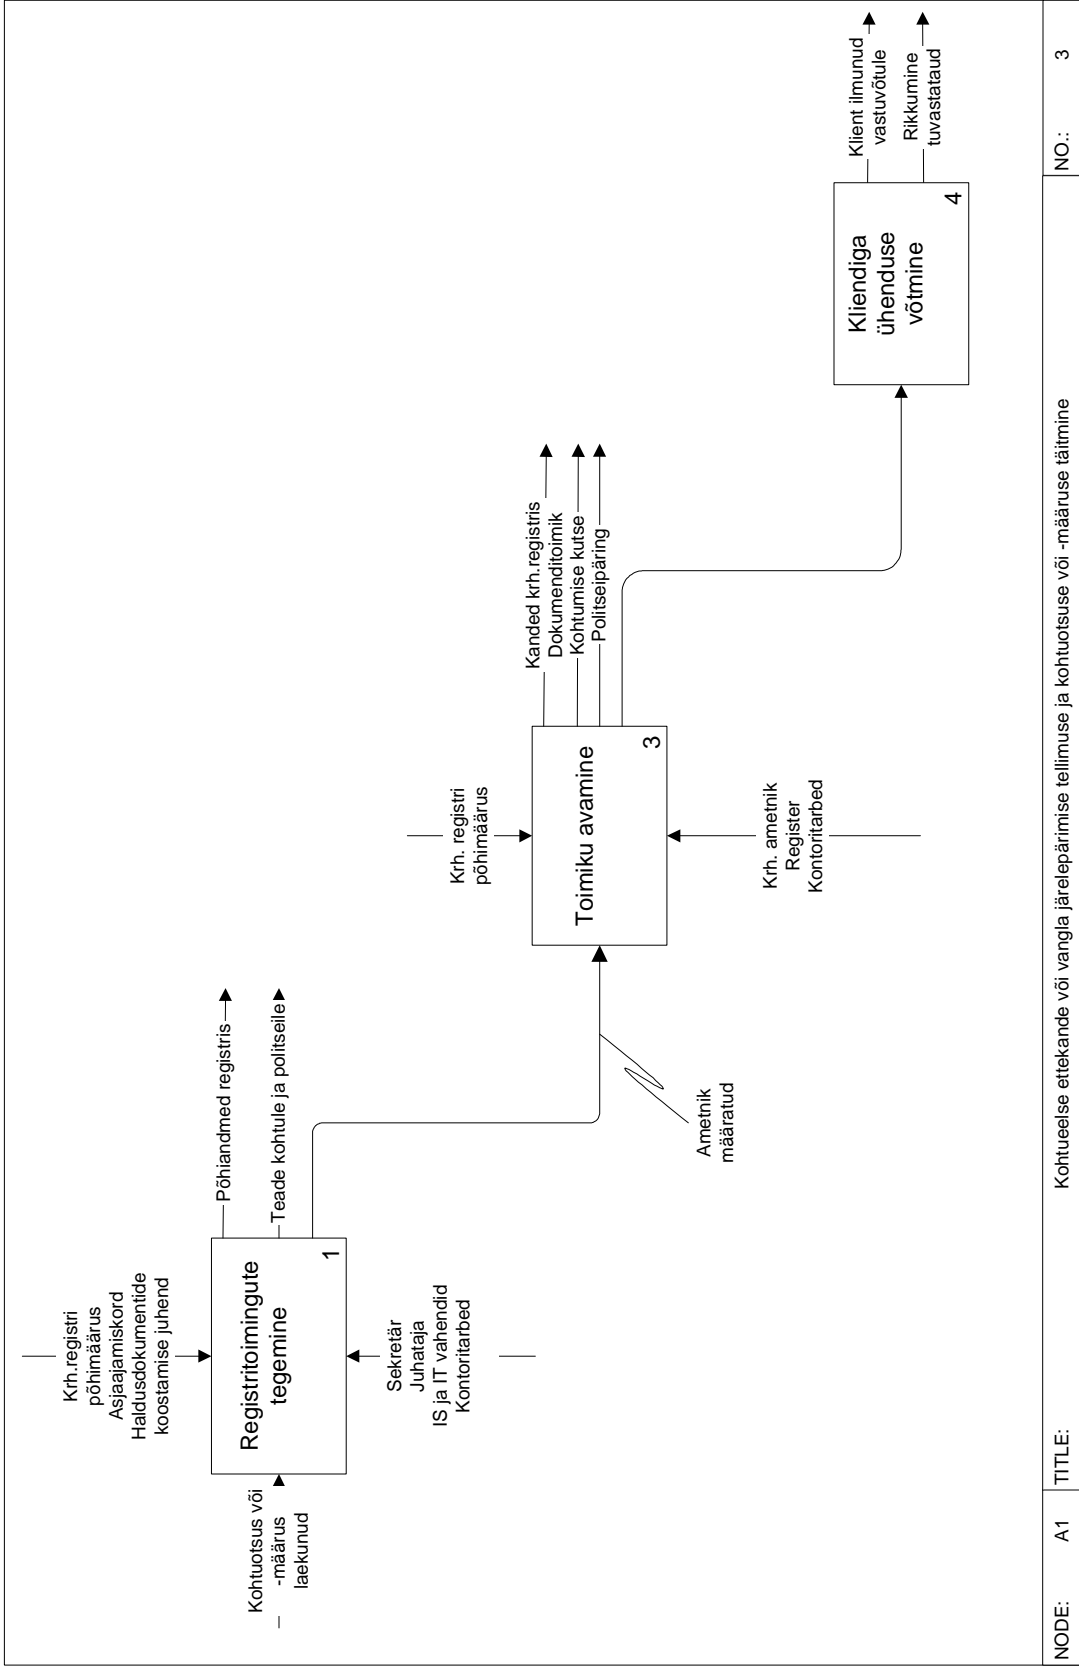 Krh.registri
põhimäärus
Asjaajamiskord
Haldusdokumentide
koostamise juhend
Kohtuotsus või
-määrus
laekunud
Registritoimingute
tegemine
1
Põhiandmed registris
Teade kohtule ja politseile
Sekretär
Juhataja
IS ja IT vahendid
Kontoritarbed
Ametnik
määratud
Krh. registri
põhimäärus
Toimiku avamine
3
Kanded krh.registris
Dokumenditoimik
Kohtumise kutse
Politseipäring
Krh. ametnik
Register
Kontoritarbed
Kliendiga
ühenduse
võtmine
4
Klient ilmunud
vastuvõtule
Rikkumine
tuvastataud
NODE: A1
TITLE: Kohtueelse ettekande või vangla järelepärimise tellimuse ja kohtuotsuse või -määruse täitmine
NO.: 3